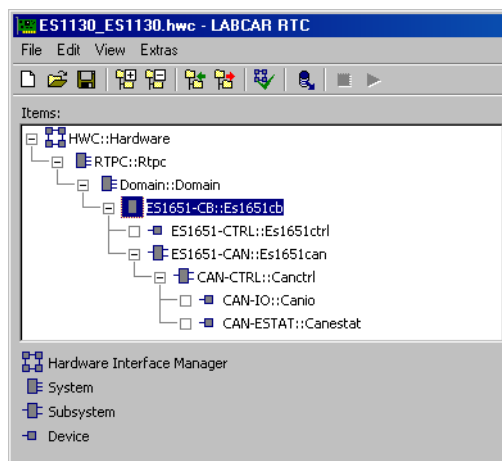 ES1130_ES1130.hwc - LABCAR RTC
File Edit View Extras
Items:
HWC::Hardware
RTPC::Rtpc
Domain::Domain
ES1651-CB::Es1651cb
ES1651-CTRL::Es1651ctrl
ES1651-CAN::Es1651can
CAN-CTRL::Canctrl
CAN-IO::Canio
CAN-ESTAT::Canestat
Hardware Interface Manager
System
Subsystem
Device